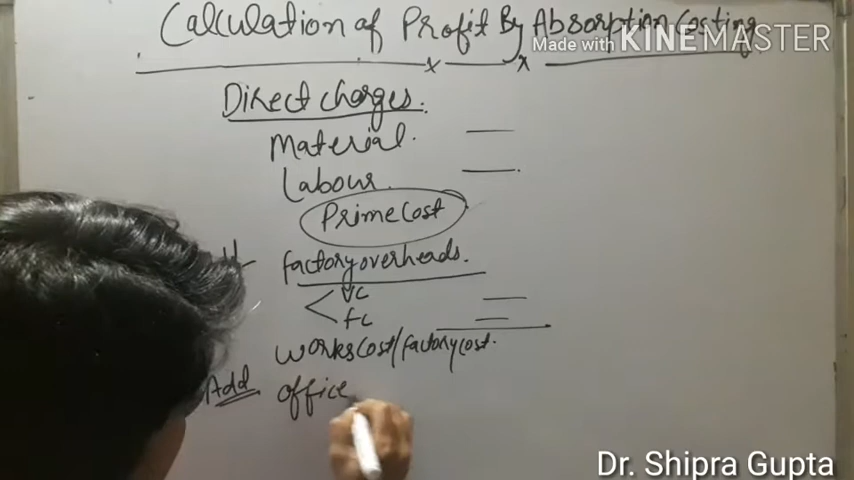 Calculation of Profit By Absorption Costing
Made with KINEMASTER
Direct charges.
Material.
Labour.
Prime Cost
factory overheads.
VC
FC
Works cost/factory cost.
Add office
Dr. Shipra Gupta